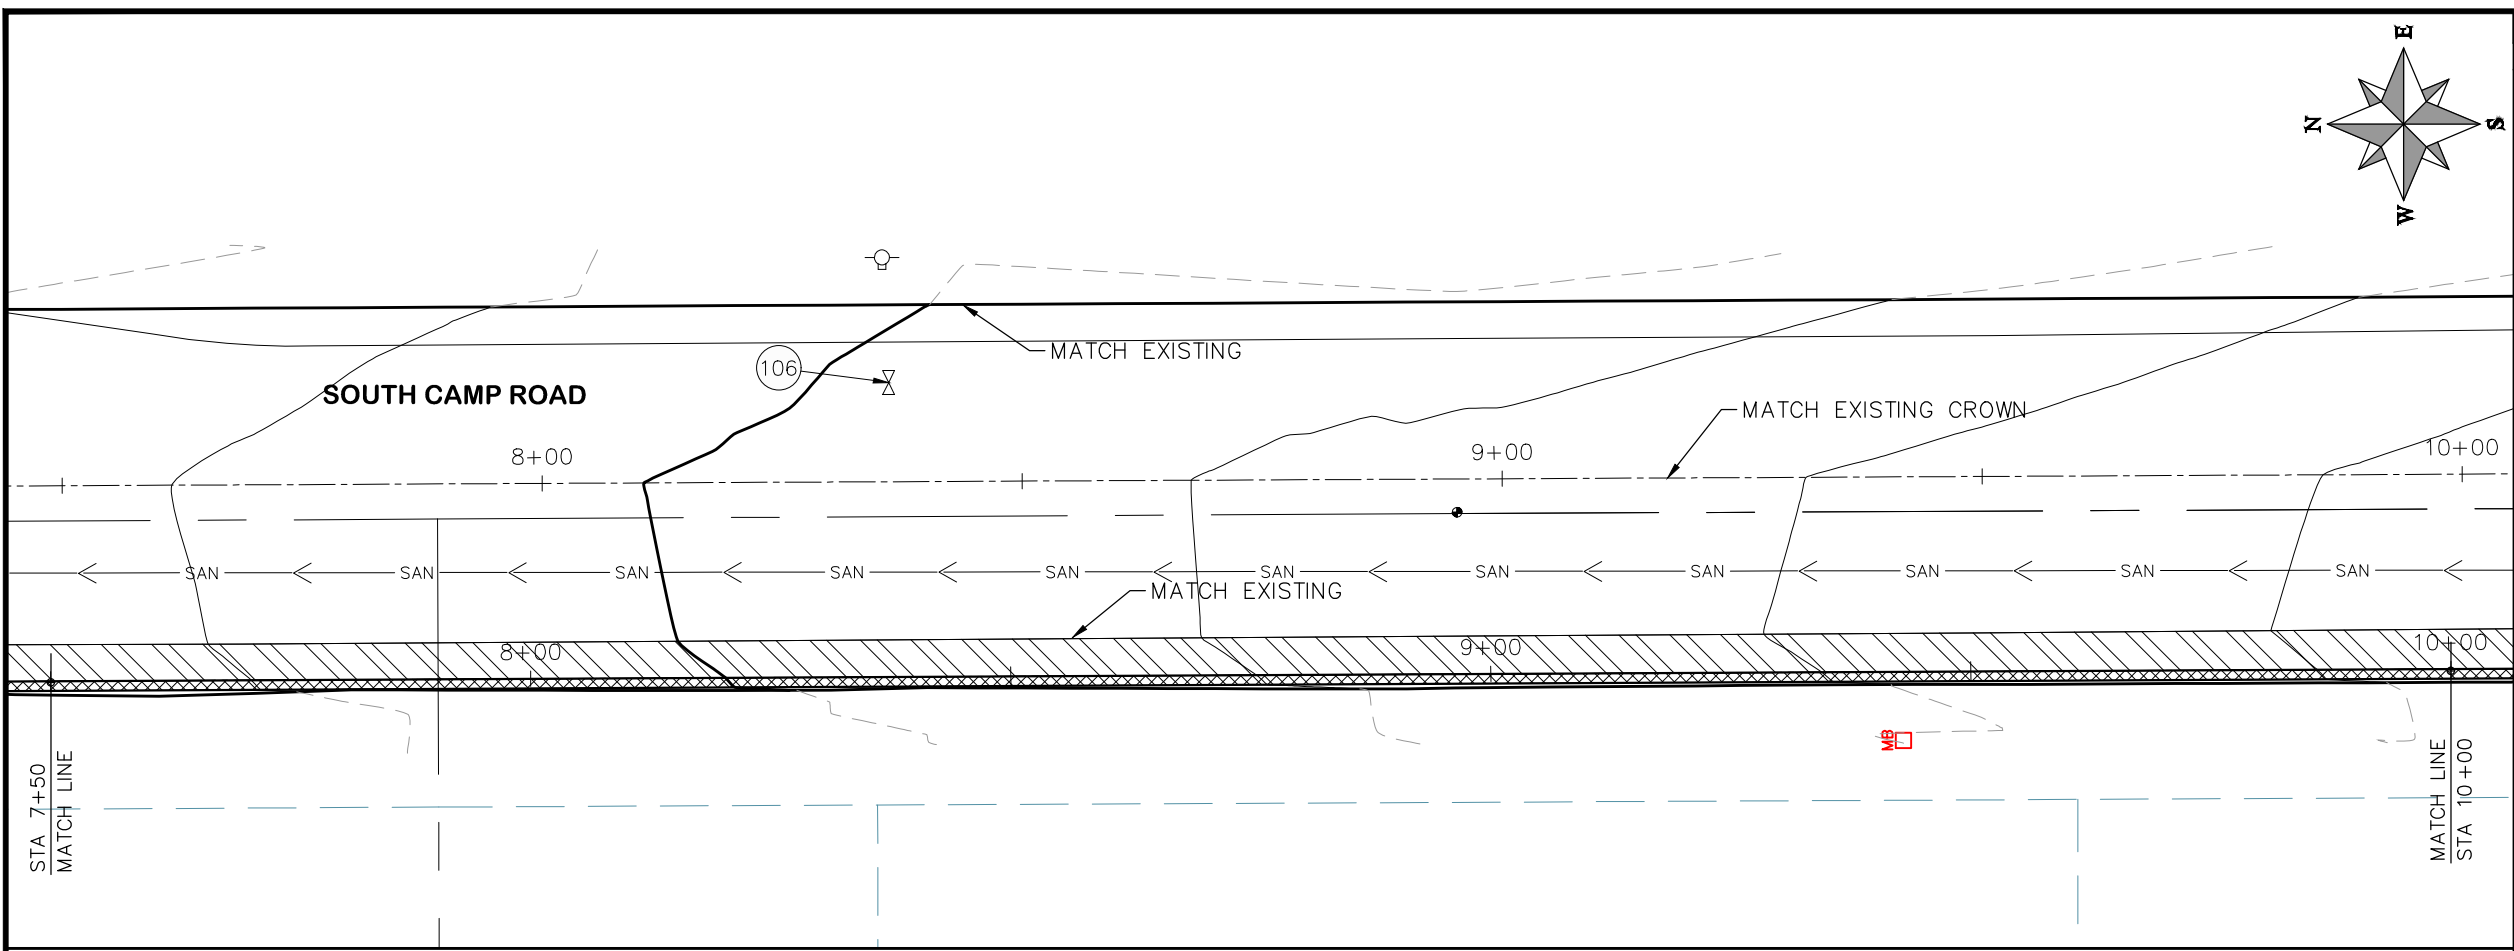 E
N
S
W
MATCH EXISTING
106
SOUTH CAMP ROAD
MATCH EXISTING CROWN
8+00
9+00
10+00
SAN SAN SAN SAN SAN SAN SAN SAN SAN SAN SAN
MATCH EXISTING
8+00
9+00
10+00
MB
STA 7+50
MATCH LINE
MATCH LINE
STA 10+00